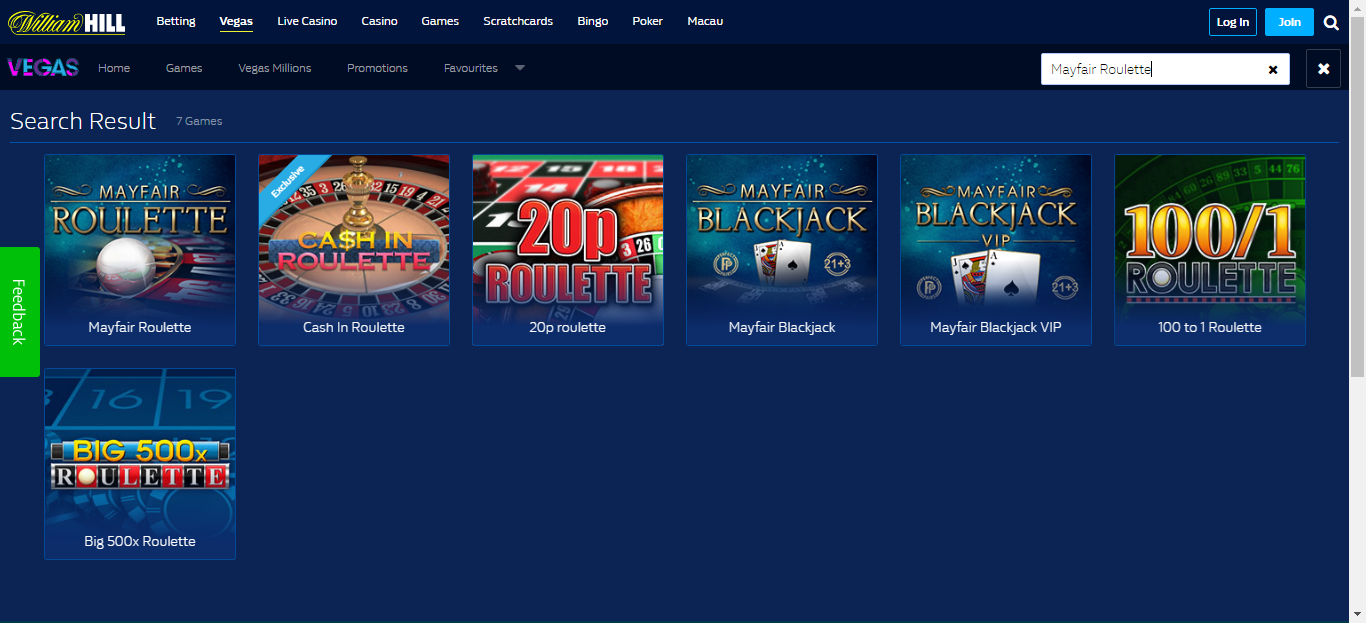 William HILL
Betting Vegas Live Casino Casino Games Scratchcards Bingo Poker Macau Log In Join
VEGAS Home Games Vegas Millions Promotions Favourites Mayfair Roulette
Search Result 7 Games
MAYFAIR
ROULETTE
Mayfair Roulette
Exclusive
CA$H IN
ROULETTE
Cash In Roulette
20p
ROULETTE
20p roulette
MAYFAIR
BLACKJACK
21+3
Mayfair Blackjack
MAYFAIR
BLACKJACK
VIP
21+3
Mayfair Blackjack VIP
100/1
ROULETTE
100 to 1 Roulette
Feedback
16 19
BIG 500x
ROULETTE
Big 500x Roulette